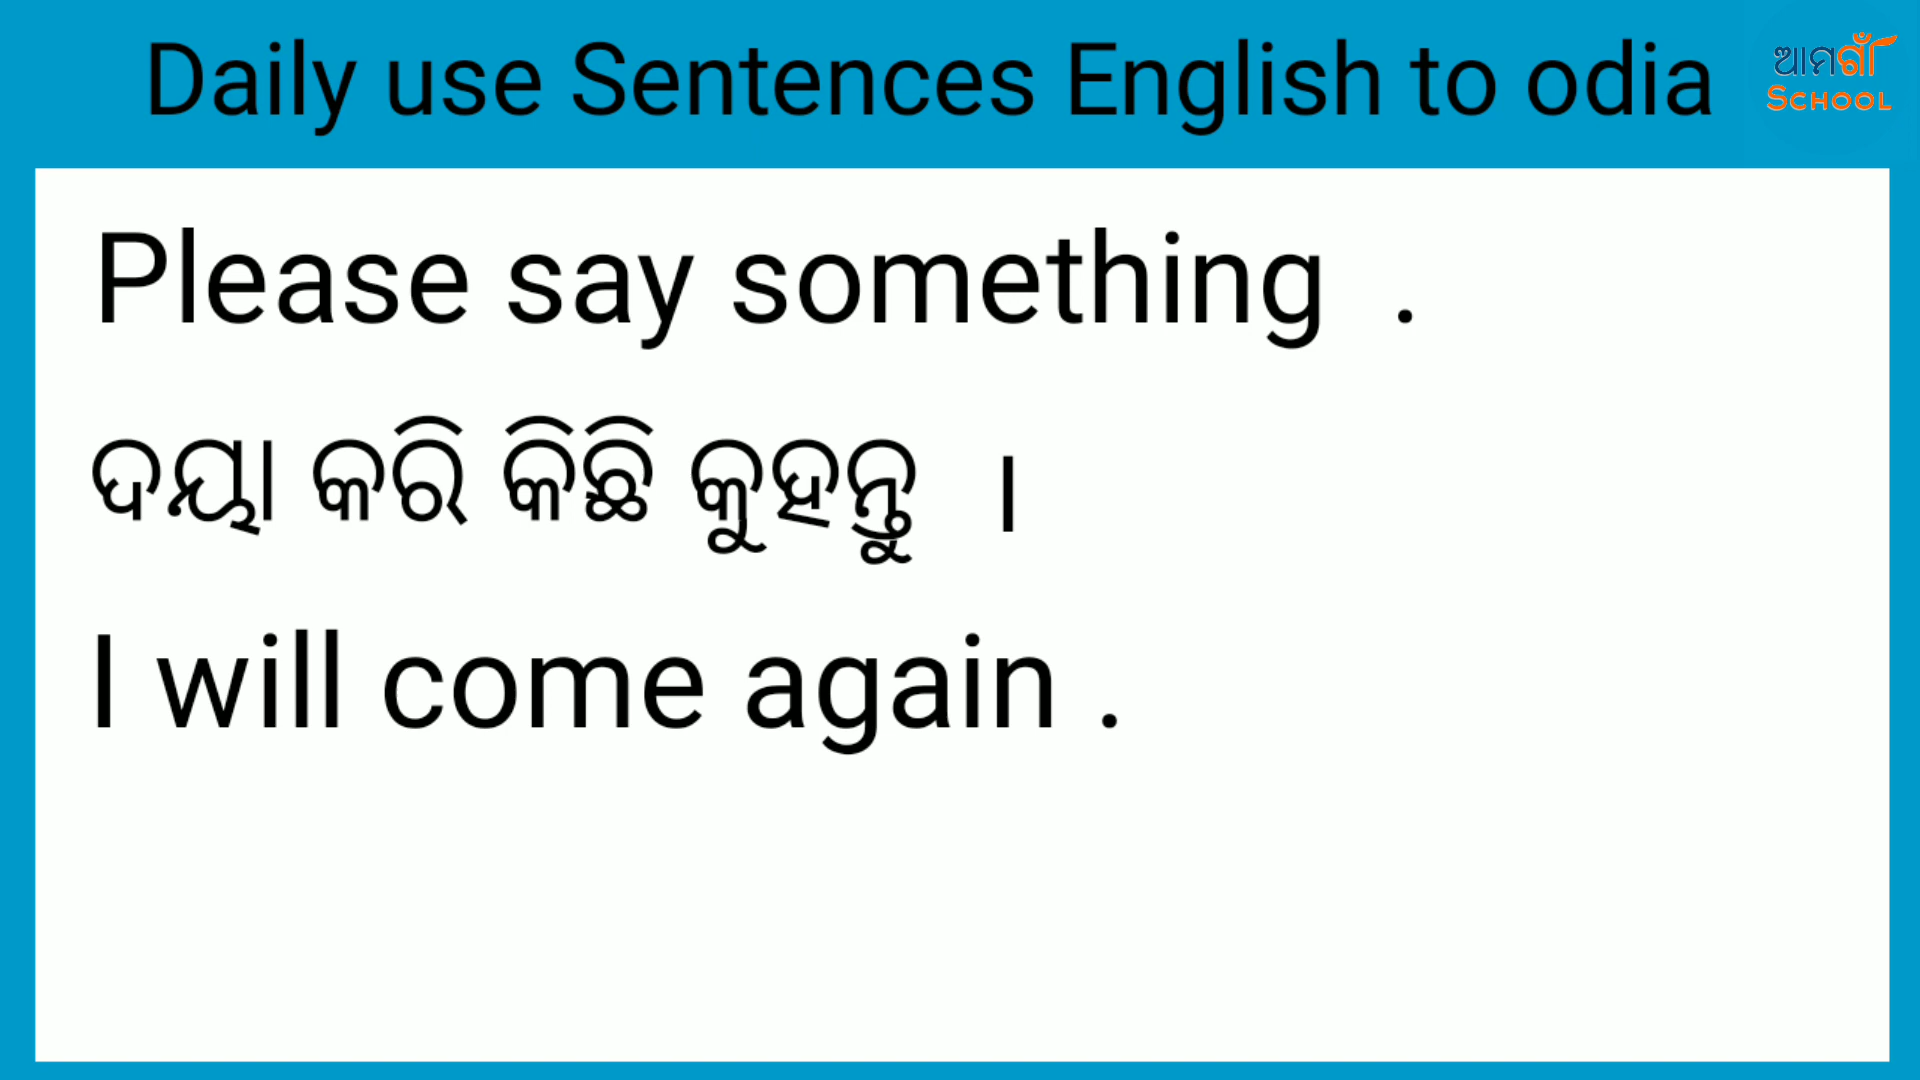 Daily use Sentences English to odia
ଆମଗାଁ
SCHOOL
Please say something .
ଦୟା କରି କିଛି କୁହନ୍ତୁ ।
I will come again .